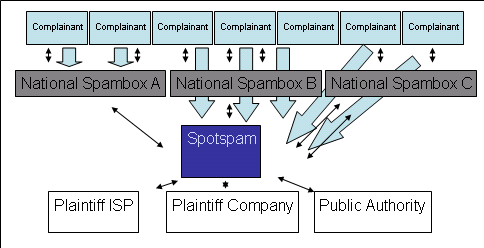 Complainant Complainant Complainant Complainant Complainant Complainant Complainant
National Spambox A National Spambox B National Spambox C
Spotspam
Plaintiff ISP Plaintiff Company Public Authority